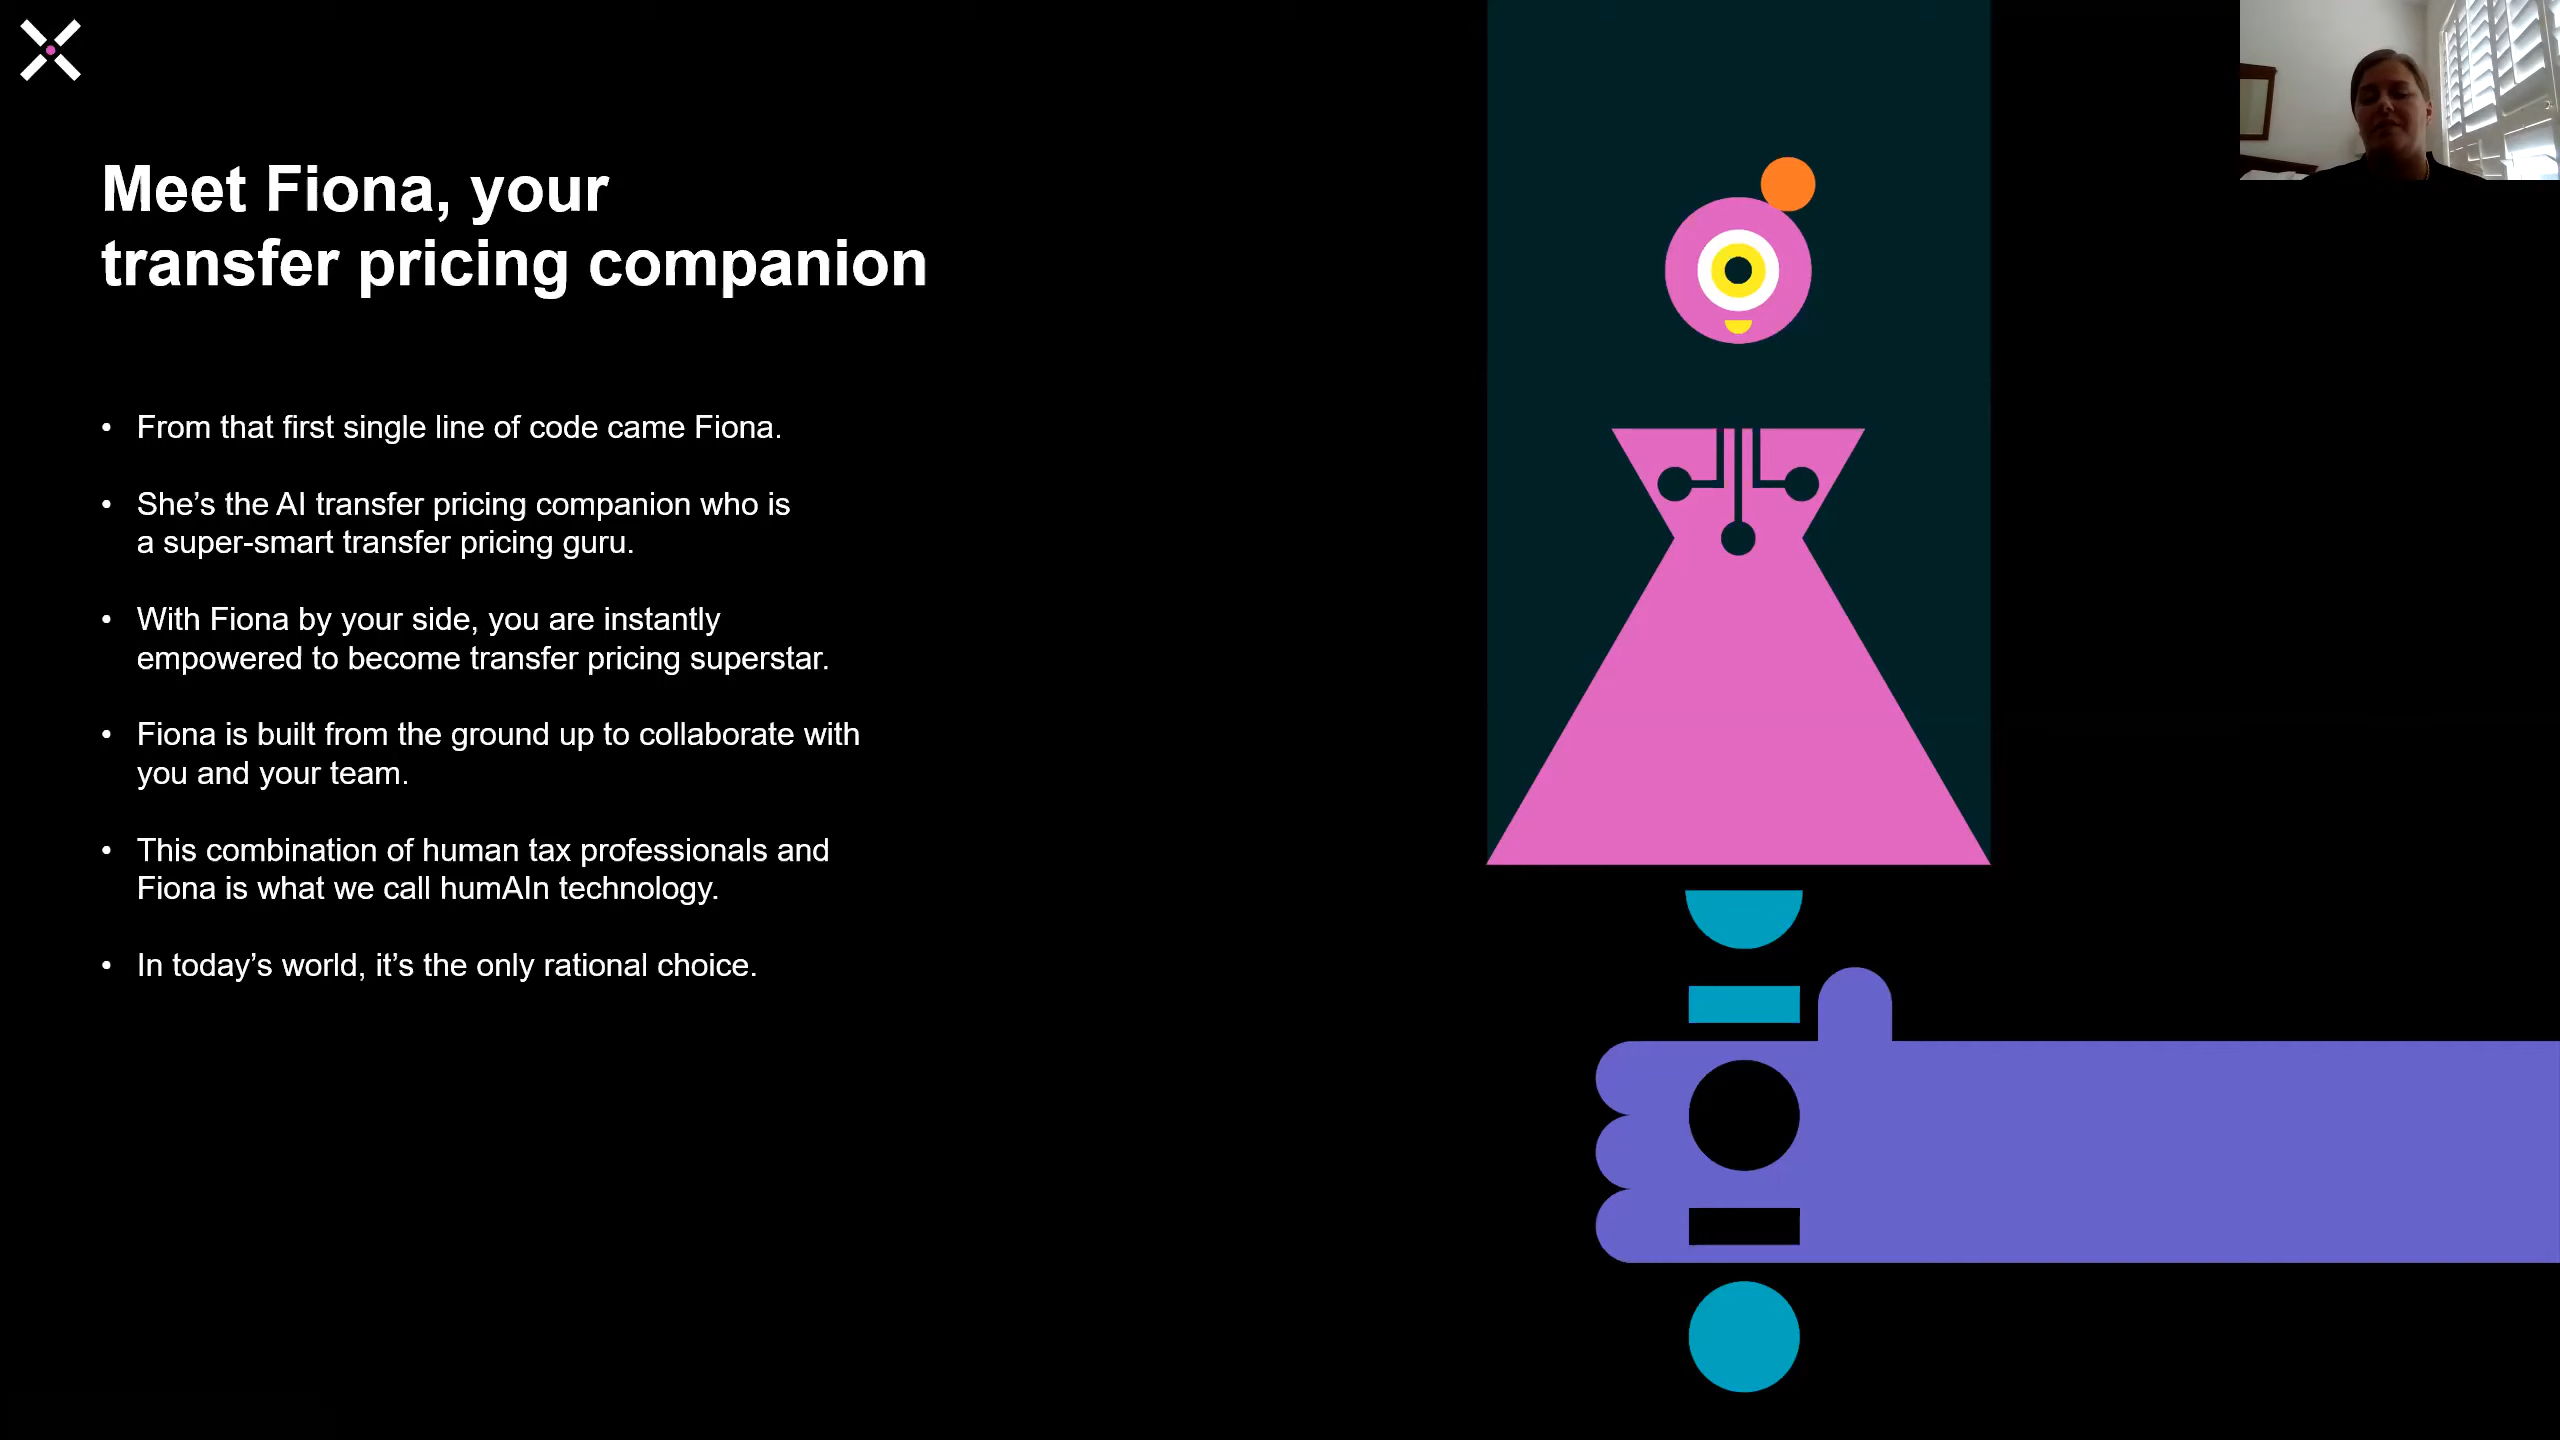 Meet Fiona, your
transfer pricing companion
• From that first single line of code came Fiona.
• She’s the AI transfer pricing companion who is
a super-smart transfer pricing guru.
• With Fiona by your side, you are instantly
empowered to become transfer pricing superstar.
• Fiona is built from the ground up to collaborate with
you and your team.
• This combination of human tax professionals and
Fiona is what we call humAIn technology.
• In today’s world, it’s the only rational choice.